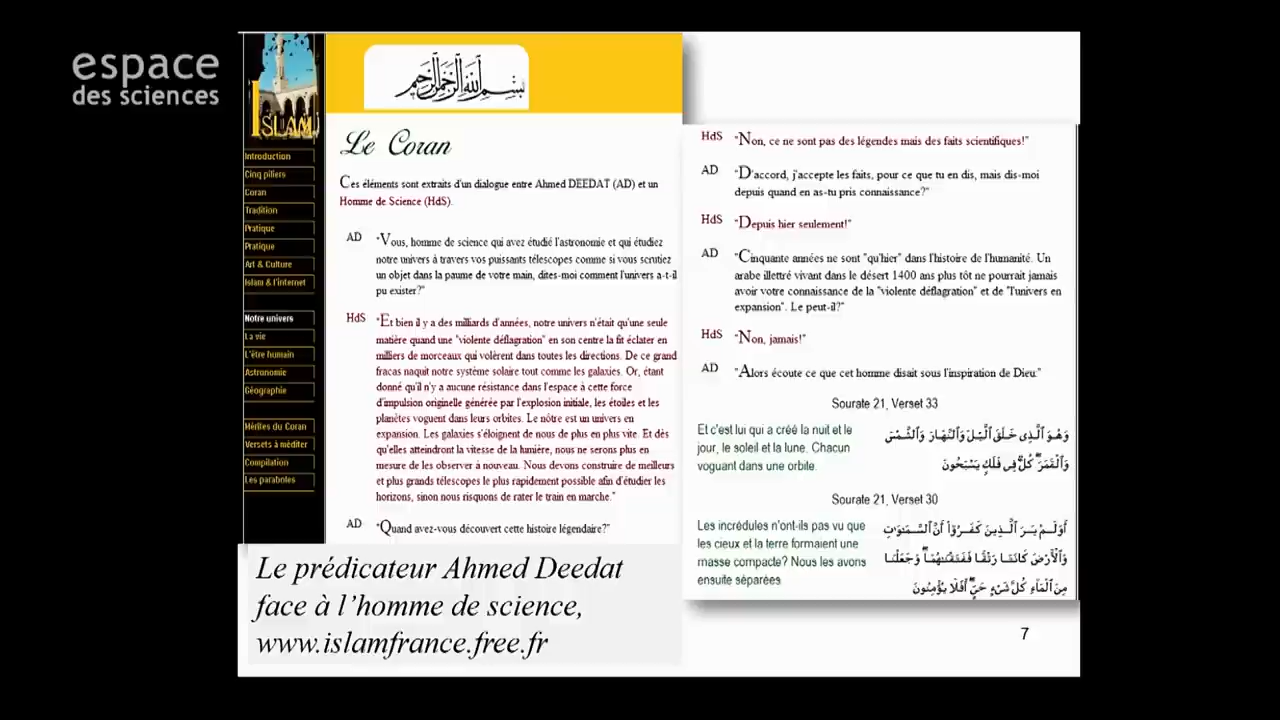 espace
des sciences
ISLAM
Introduction
Cinq piliers
Coran
Tradition
Pratique
Pratique
Art & Culture
Islam & l'internet
Notre univers
La vie
L'être humain
Astronomie
Géographie
Mérites du Coran
Versets à méditer
Compilation
Les paraboles
بسم الله الرحمن الرحيم
Le Coran
Ces éléments sont extraits d'un dialogue entre Ahmed DEEDAT (AD) et un
Homme de Science (HdS).
AD "Vous, homme de science qui avez étudié l'astronomie et qui étudiez
notre univers à travers vos puissants télescopes comme si vous scrutiez
un objet dans la paume de votre main, dites-moi comment l'univers a-t-il
pu exister?"
HdS "Et bien il y a des milliards d'années, notre univers n'était qu'une seule
matière quand une "violente déflagration" en son centre la fit éclater en
milliers de morceaux qui volèrent dans toutes les directions. De ce grand
fracas naquit notre système solaire tout comme les galaxies. Or, étant
donné qu'il n'y a aucune résistance dans l'espace à cette force
d'impulsion originelle générée par l'explosion initiale, les étoiles et les
planètes voguent dans leurs orbites. Le nôtre est un univers en
expansion. Les galaxies s'éloignent de nous de plus en plus vite. Et dès
qu'elles atteindront la vitesse de la lumière, nous ne serons plus en
mesure de les observer à nouveau. Nous devons construire de meilleurs
et plus grands télescopes le plus rapidement possible afin d'étudier les
horizons, sinon nous risquons de rater le train en marche."
AD "Quand avez-vous découvert cette histoire légendaire?"
HdS "Non, ce ne sont pas des légendes mais des faits scientifiques!"
AD "D'accord, j'accepte les faits, pour ce que tu en dis, mais dis-moi
depuis quand en as-tu pris connaissance?"
HdS "Depuis hier seulement!"
AD "Cinquante années ne sont "qu'hier" dans l'histoire de l'humanité. Un
arabe illettré vivant dans le désert 1400 ans plus tôt ne pourrait jamais
avoir votre connaissance de la "violente déflagration" et de "l'univers en
expansion". Le peut-il?"
HdS "Non, jamais!"
AD "Alors écoute ce que cet homme disait sous l'inspiration de Dieu."
Sourate 21, Verset 33
Et c'est lui qui a créé la nuit et le
jour, le soleil et la lune. Chacun
voguant dans une orbite.
وَهُوَ ٱلَّذِى خَلَقَ ٱلَّيْلَ وَٱلنَّهَارَ وَٱلشَّمْسَ
وَٱلْقَمَرَ ۖ كُلٌّ فِى فَلَكٍ يَسْبَحُونَ
Sourate 21, Verset 30
Les incrédules n'ont-ils pas vu que
les cieux et la terre formaient une
masse compacte? Nous les avons
ensuite séparées
أَوَلَمْ يَرَ ٱلَّذِينَ كَفَرُوٓا۟ أَنَّ ٱلسَّمَـٰوَٰتِ
وَٱلْأَرْضَ كَانَتَا رَتْقًا فَفَتَقْنَـٰهُمَا ۖ وَجَعَلْنَا
مِنَ ٱلْمَآءِ كُلَّ شَىْءٍ حَىٍّ ۖ أَفَلَا يُؤْمِنُونَ
Le prédicateur Ahmed Deedat
face à l'homme de science,
www.islamfrance.free.fr
7